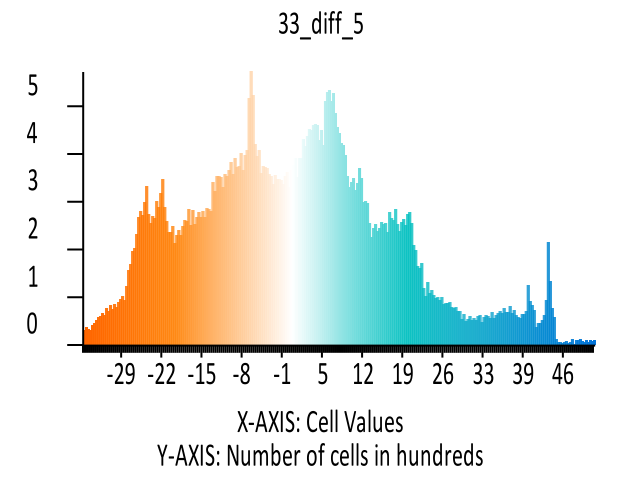 33_diff_5
5
4
3
2
1
0
-29 -22 -15 -8 -1 5 12 19 26 33 39 46
X-AXIS: Cell Values
Y-AXIS: Number of cells in hundreds